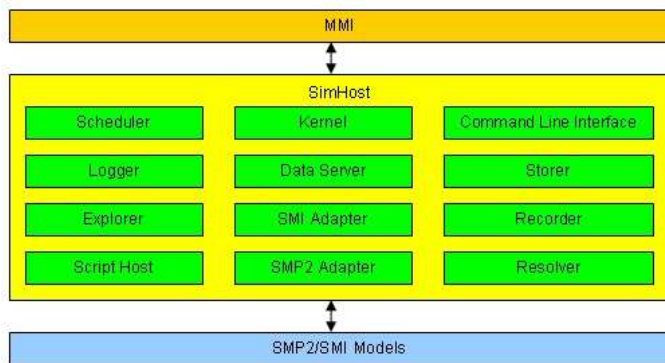 MMI
SimHost
Scheduler
Kernel
Command Line Interface
Logger
Data Server
Storer
Explorer
SMI Adapter
Recorder
Script Host
SMP2 Adapter
Resolver
SMP2/SMI Models